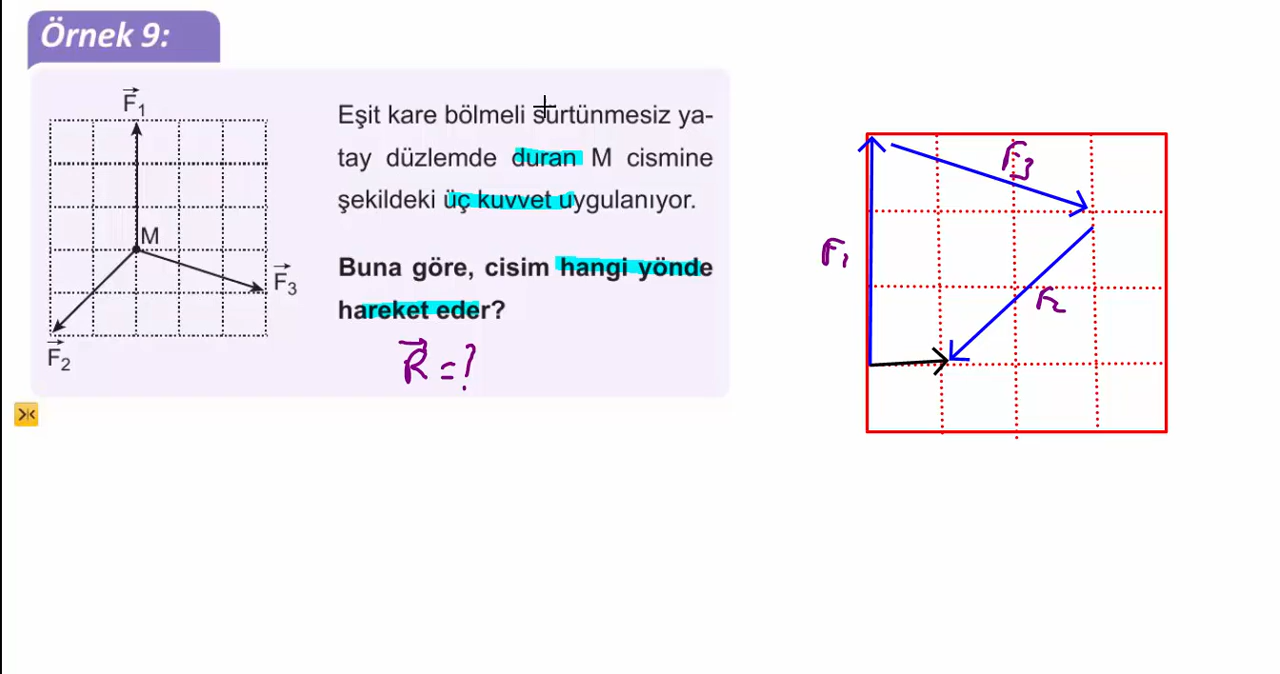 Örnek 9:
F1
M
F3
F2
Eşit kare bölmeli sürtünmesiz ya-
tay düzlemde duran M cismine
şekildeki üç kuvvet uygulanıyor.
Buna göre, cisim hangi yönde
hareket eder?
R = ?
F3
F1
F2